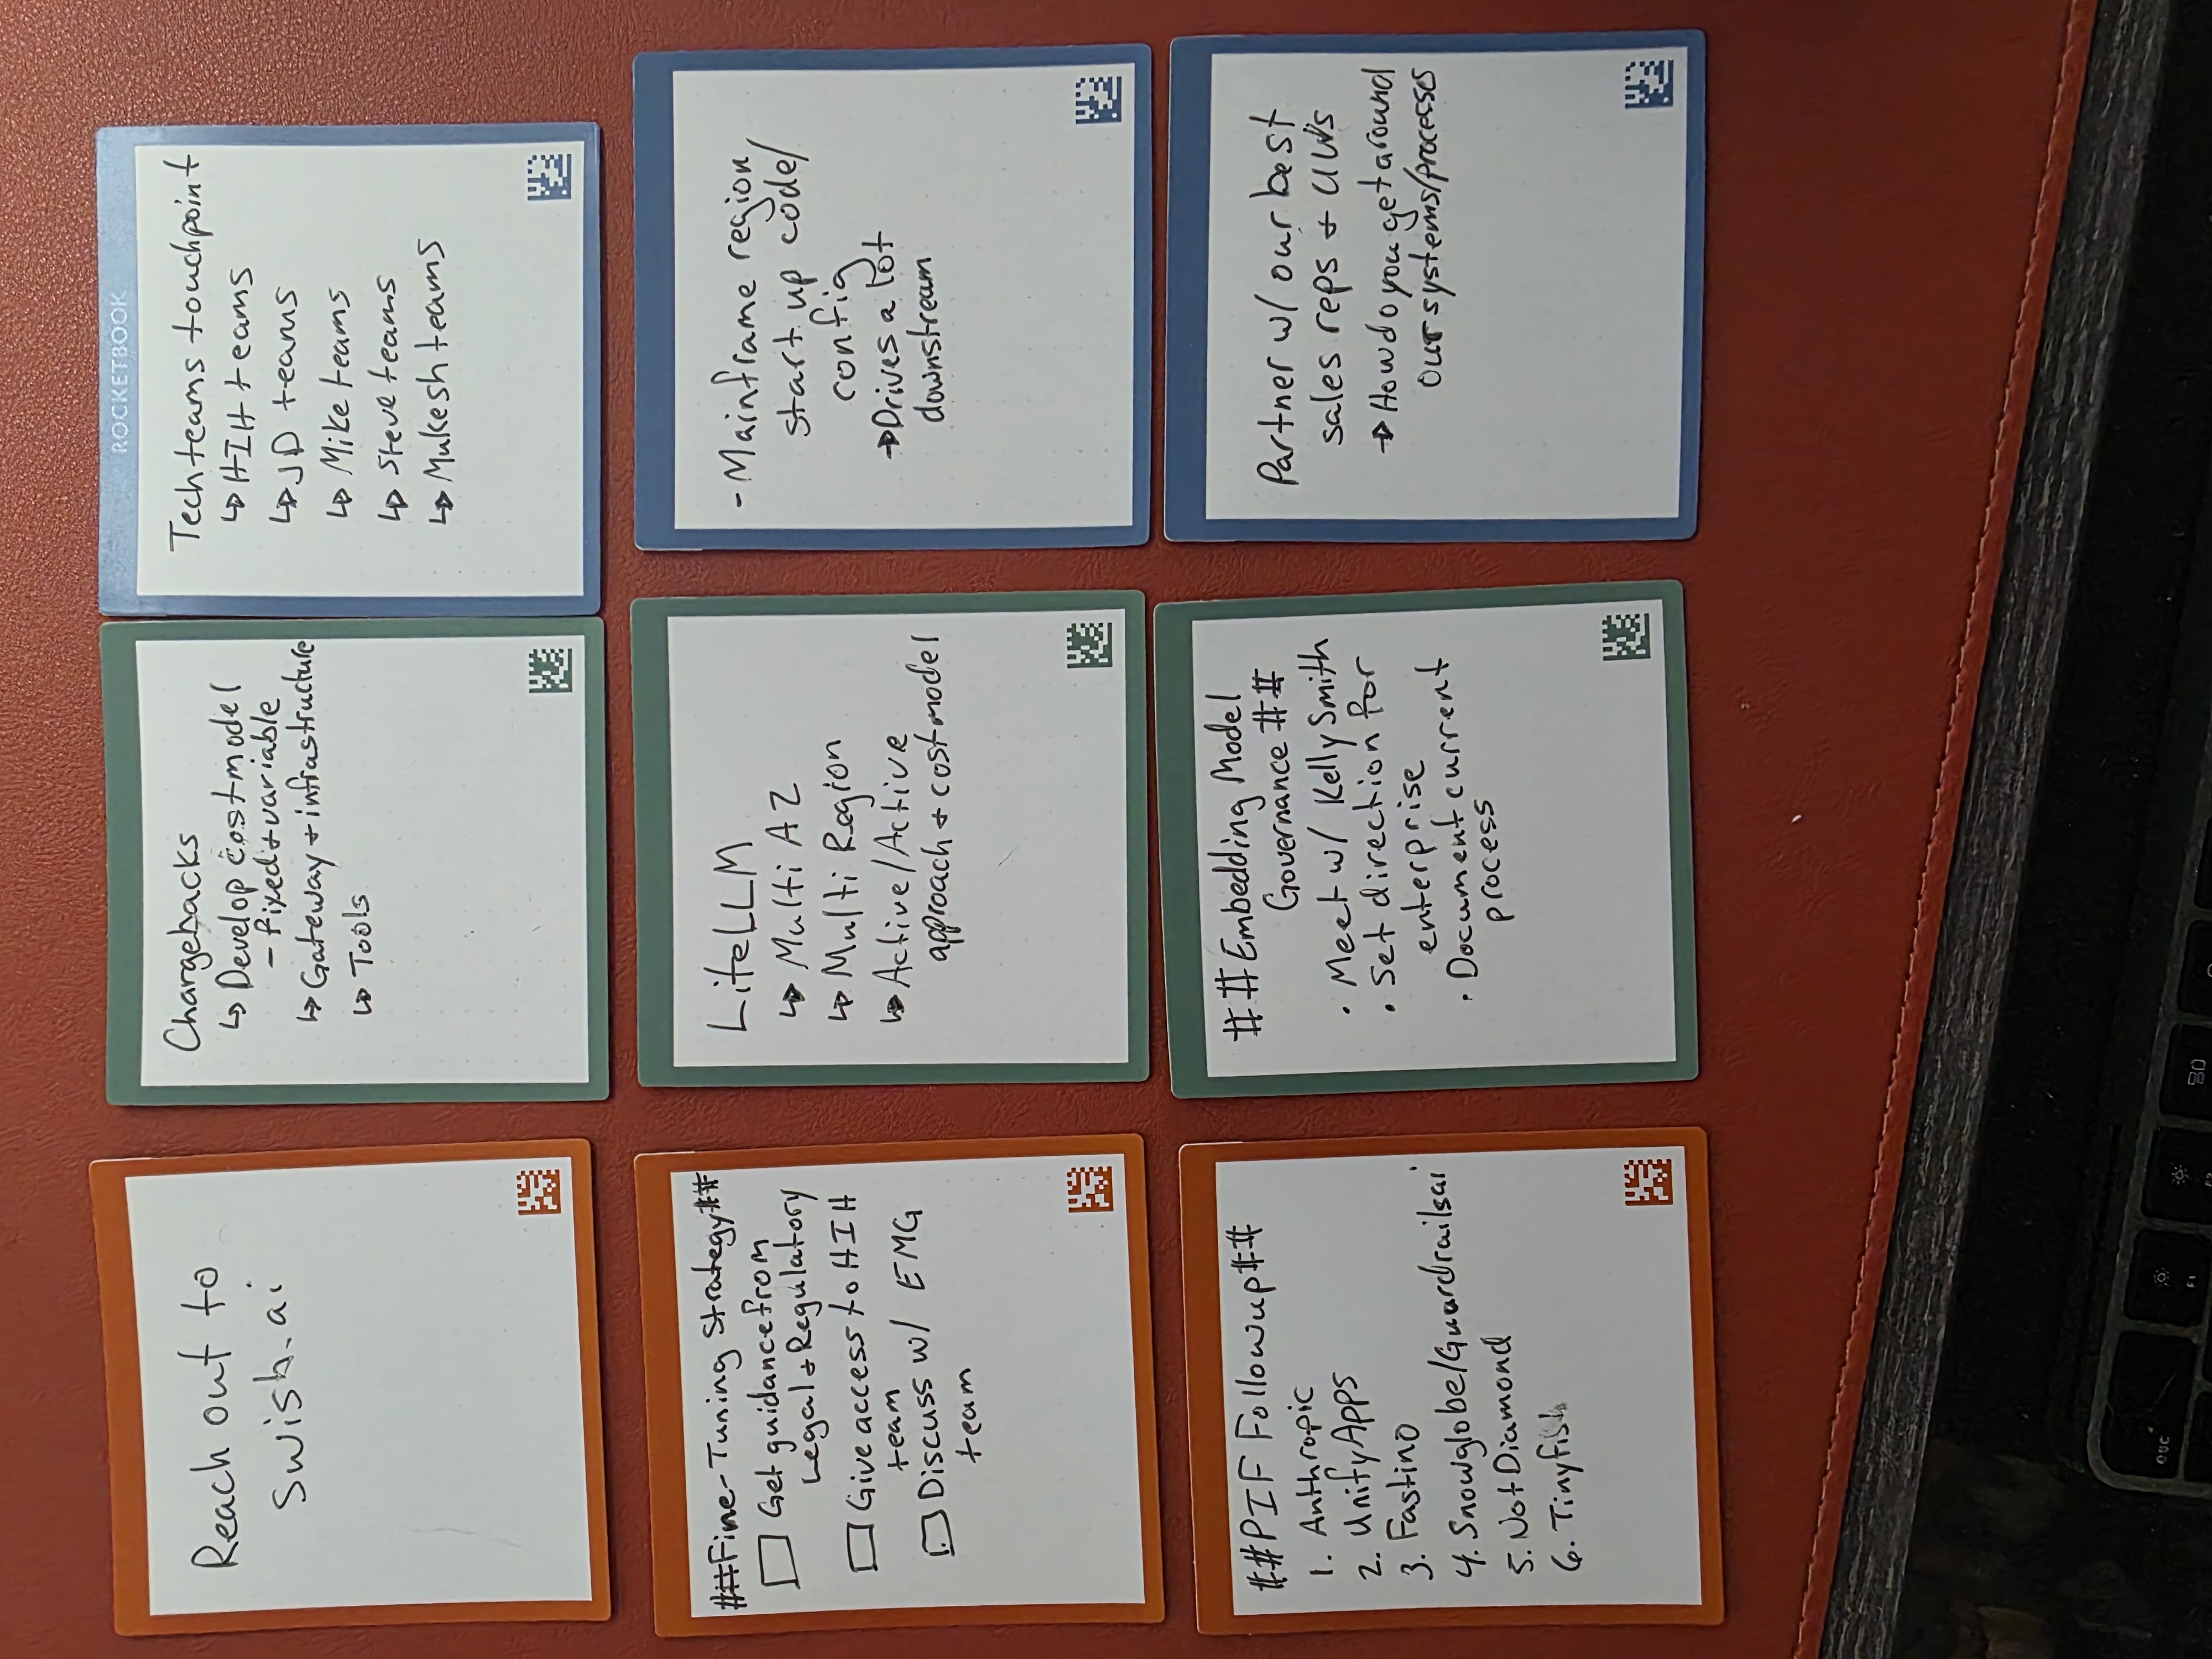 Reach out to
swish.ai
Chargebacks
↳ Develop cost model
- fixed + variable
↳ Gateway + infrastructure
↳ Tools
ROCKETBOOK
Tech teams touchpoint
↳ HIH teams
↳ JD teams
↳ Mike teams
↳ Steve teams
↳ Mukesh teams
##Fine-Tuning Strategy##
☐ Get guidance from
Legal + Regulatory
☐ Give access to HIH
team
☐ Discuss w/ EMG
team
LiteLLM
↳ Multi AZ
↳ Multi Region
↳ Active/Active
approach + cost model
- Mainframe region,
start up code/
config
→ Drives a lot
downstream
##PIF Followup##
1. Anthropic
2. UnifyApps
3. Fastino
4. Snowglobe/Guardrailsai
5. NotDiamond
6. Tinyfish
##Embedding Model
Governance ##
· Meet w/ Kelly Smith
· Set direction for
enterprise
· Document current
process
Partner w/ our best
sales reps + UWs
→ How do you get around
our systems/processes
esc
F1
F2